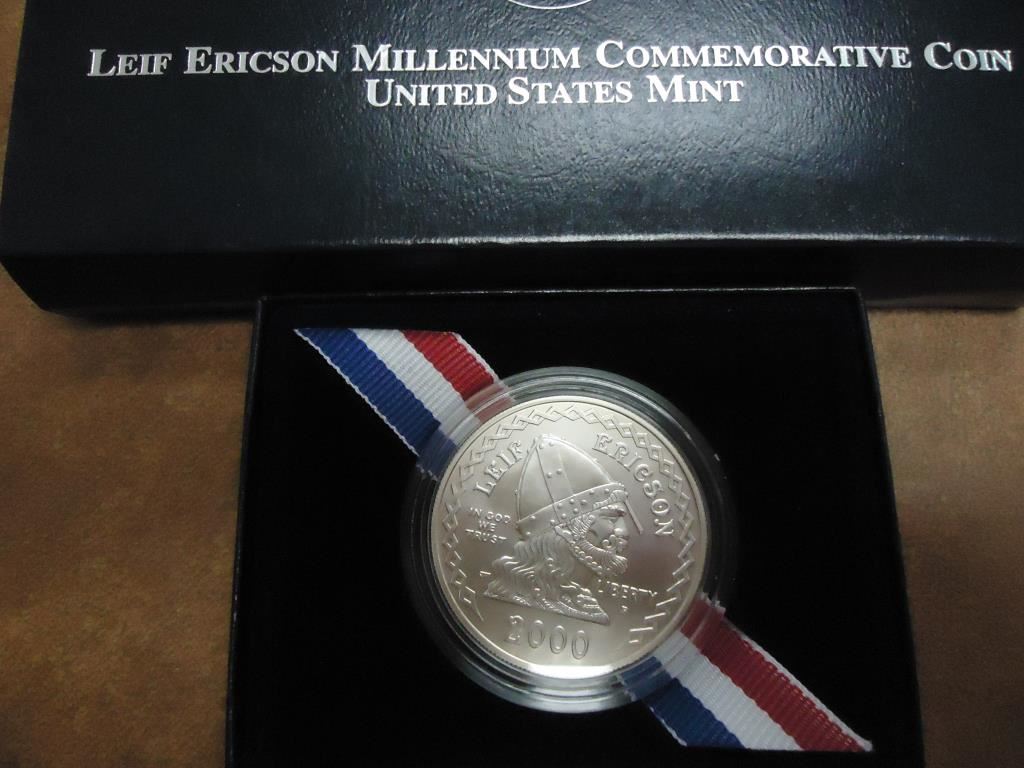 LEIF ERICSON MILLENNIUM COMMEMORATIVE COIN
UNITED STATES MINT
LEIF ERICSON
IN GOD
WE
TRUST
LIBERTY
P
2000